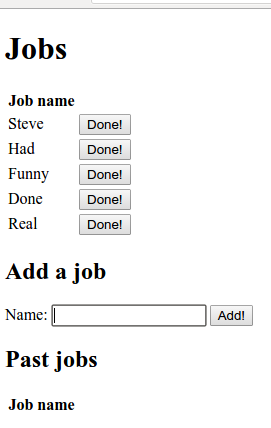 Jobs
Job name
Steve Done!
Had Done!
Funny Done!
Done Done!
Real Done!
Add a job
Name: Add!
Past jobs
Job name